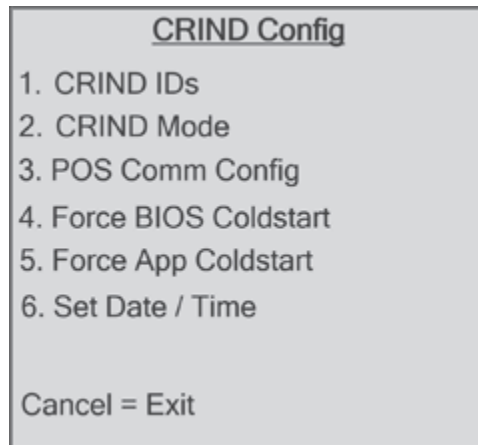 CRIND Config
1. CRIND IDs
2. CRIND Mode
3. POS Comm Config
4. Force BIOS Coldstart
5. Force App Coldstart
6. Set Date / Time
Cancel = Exit